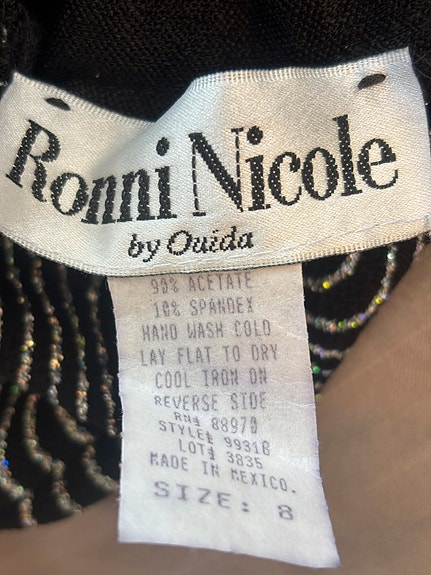 Ronni Nicole
by Ouida
90% ACETATE
10% SPANDEX
HAND WASH COLD
LAY FLAT TO DRY
COOL IRON ON
REVERSE SIDE
RN# 88970
STYLE# 99318
LOT# 3835
MADE IN MEXICO.
SIZE: 8